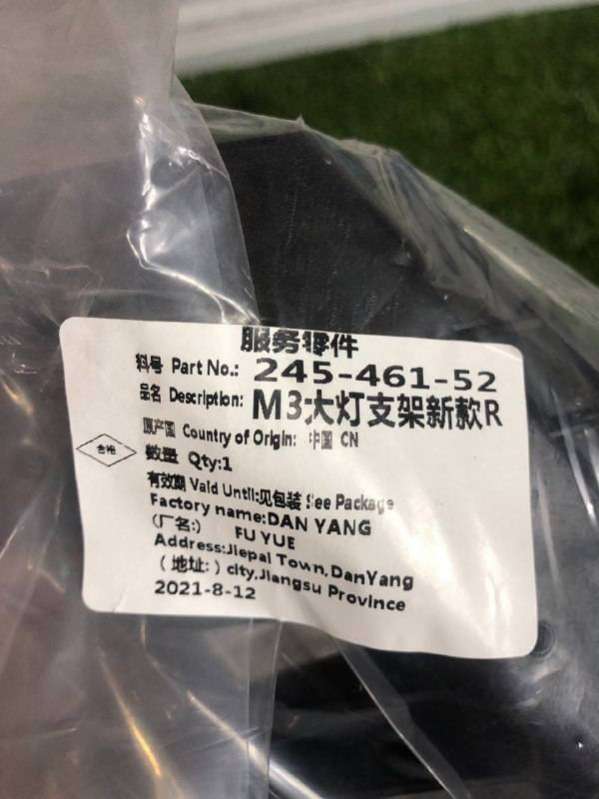 服务零件
料号 Part No.: 245-461-52
品名 Description: M3大灯支架新款R
原产国 Country of Origin: 中国 CN
合格
数量 Qty:1
有效期 Vald Until:见包装 See Package
Factory name:DAN YANG
(厂名:) FU YUE
Address:Jiepai Town,DanYang
(地址:) city,Jiangsu Province
2021-8-12